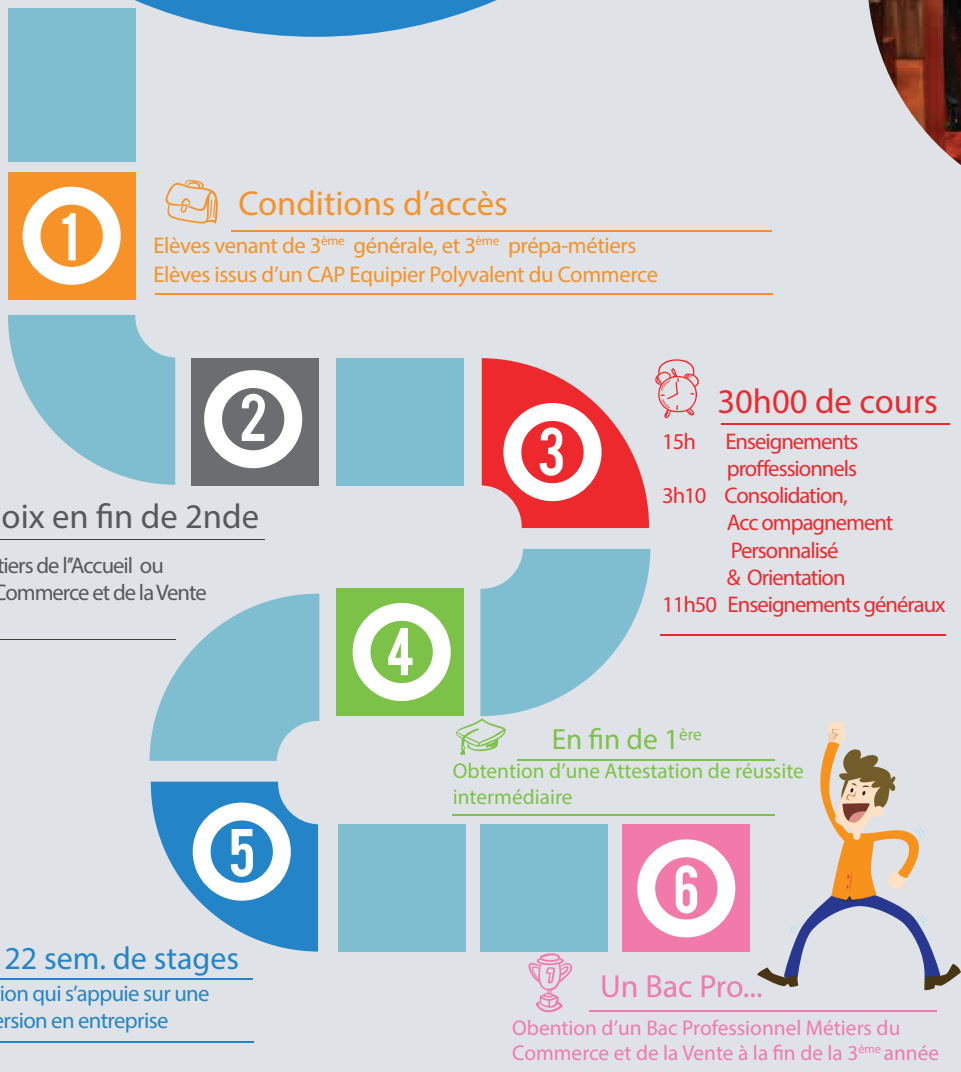 1
Conditions d'accès
Elèves venant de 3ème générale, et 3ème prépa-métiers
Elèves issus d'un CAP Equipier Polyvalent du Commerce
2
oix en fin de 2nde
tiers de l'’Accueil ou
Commerce et de la Vente
3
30h00 de cours
15h Enseignements
proffessionnels
3h10 Consolidation,
Acc ompagnement
Personnalisé
& Orientation
11h50 Enseignements généraux
4
En fin de 1ère
Obtention d'une Attestation de réussite
intermédiaire
5
22 sem. de stages
ion qui s'appuie sur une
ersion en entreprise
6
1
Un Bac Pro...
Obention d'un Bac Professionnel Métiers du
Commerce et de la Vente à la fin de la 3ème année